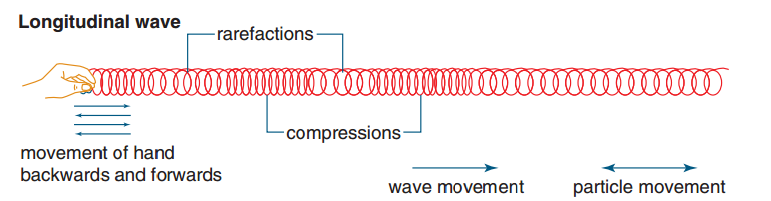 Longitudinal wave
rarefactions
compressions
movement of hand
backwards and forwards
wave movement
particle movement